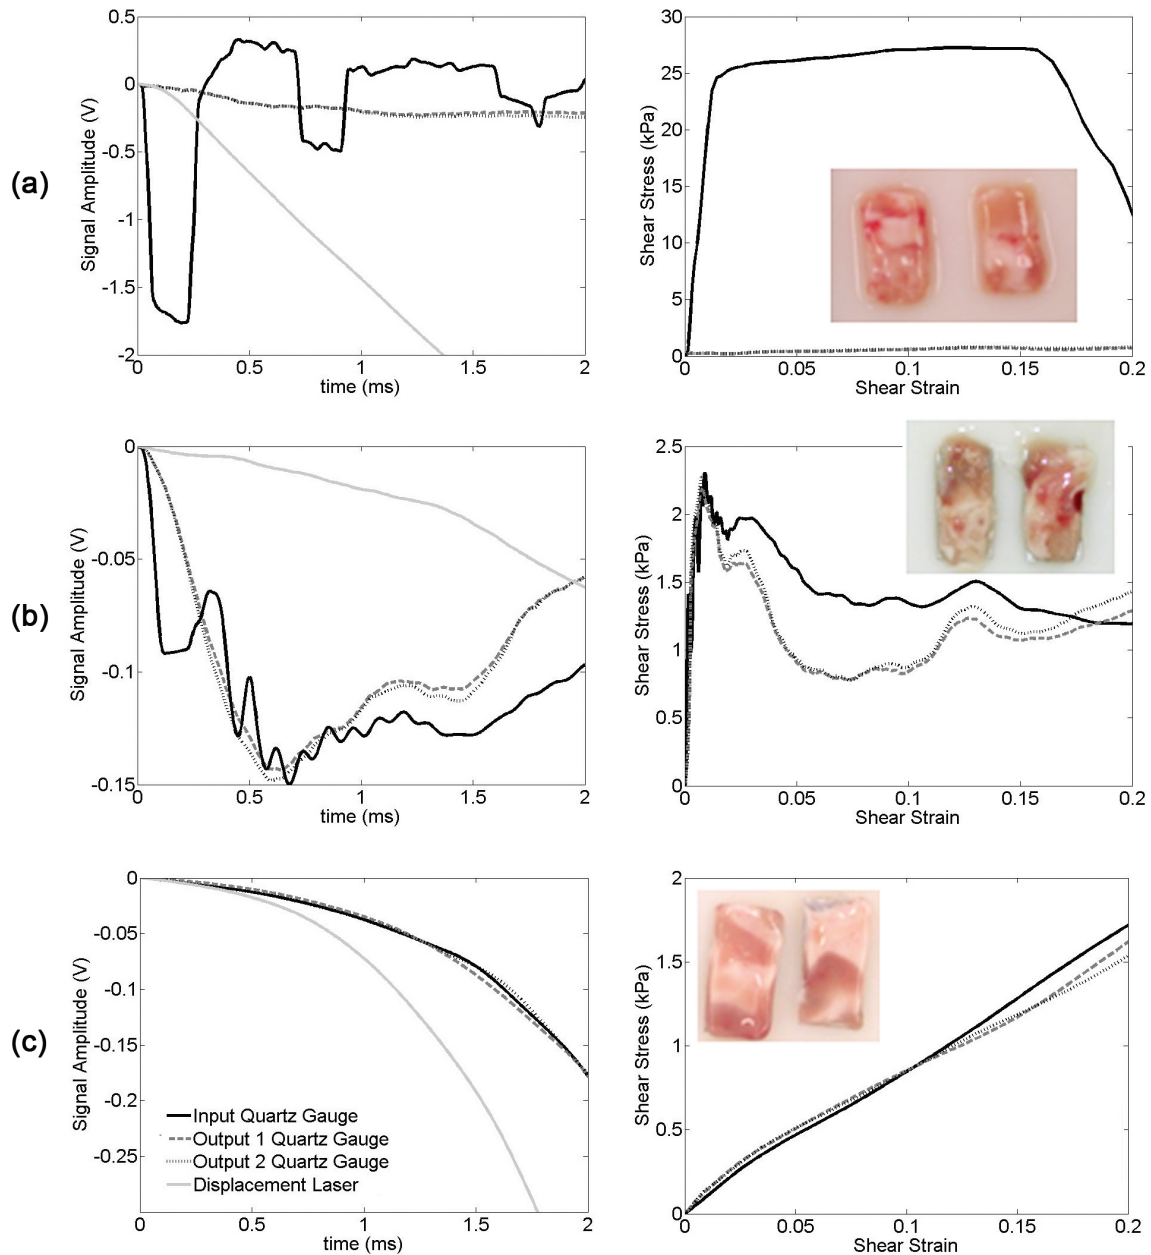 (a)
0.5
0
-0.5
-1
-1.5
-2
Signal Amplitude (V)
0 0.5 1 1.5 2
time (ms)
30
25
20
15
10
5
0
Shear Stress (kPa)
0 0.05 0.1 0.15 0.2
Shear Strain
(b)
0
-0.05
-0.1
-0.15
Signal Amplitude (V)
0 0.5 1 1.5 2
time (ms)
2.5
2
1.5
1
0.5
0
Shear Stress (kPa)
0 0.05 0.1 0.15 0.2
Shear Strain
(c)
0
-0.05
-0.1
-0.15
-0.2
-0.25
Signal Amplitude (V)
Input Quartz Gauge
Output 1 Quartz Gauge
Output 2 Quartz Gauge
Displacement Laser
0 0.5 1 1.5 2
time (ms)
2
1.5
1
0.5
0
Shear Stress (kPa)
0 0.05 0.1 0.15 0.2
Shear Strain